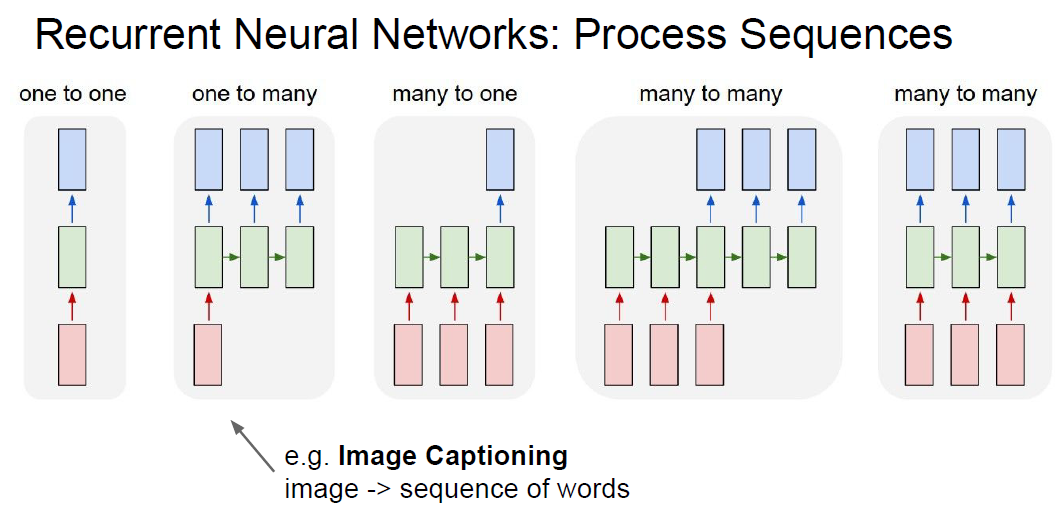 Recurrent Neural Networks: Process Sequences
one to one
one to many
many to one
many to many
many to many
e.g. Image Captioning
image -> sequence of words